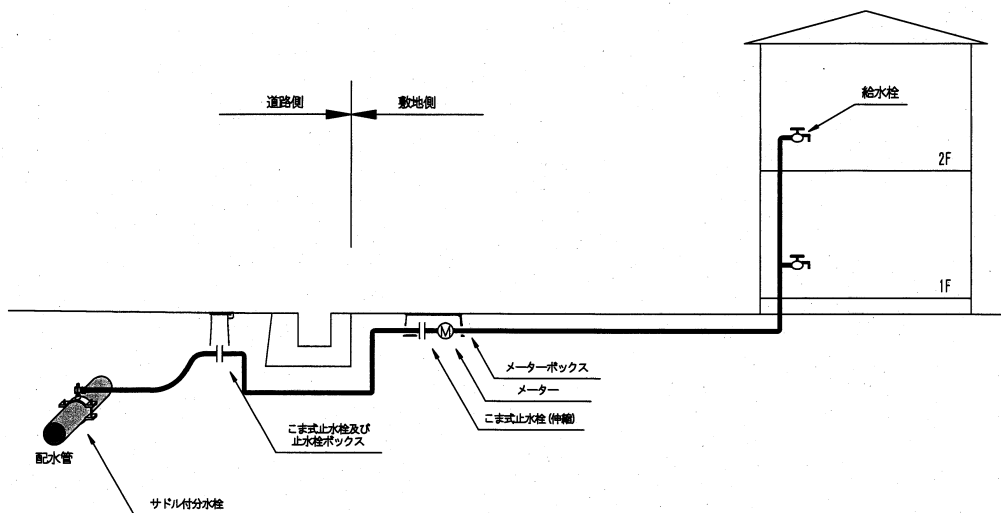 道路側
敷地側
給水栓
2F
1F
M
メーターボックス
メーター
こま式止水栓(伸縮)
こま式止水栓及び
止水栓ボックス
配水管
サドル付分水栓